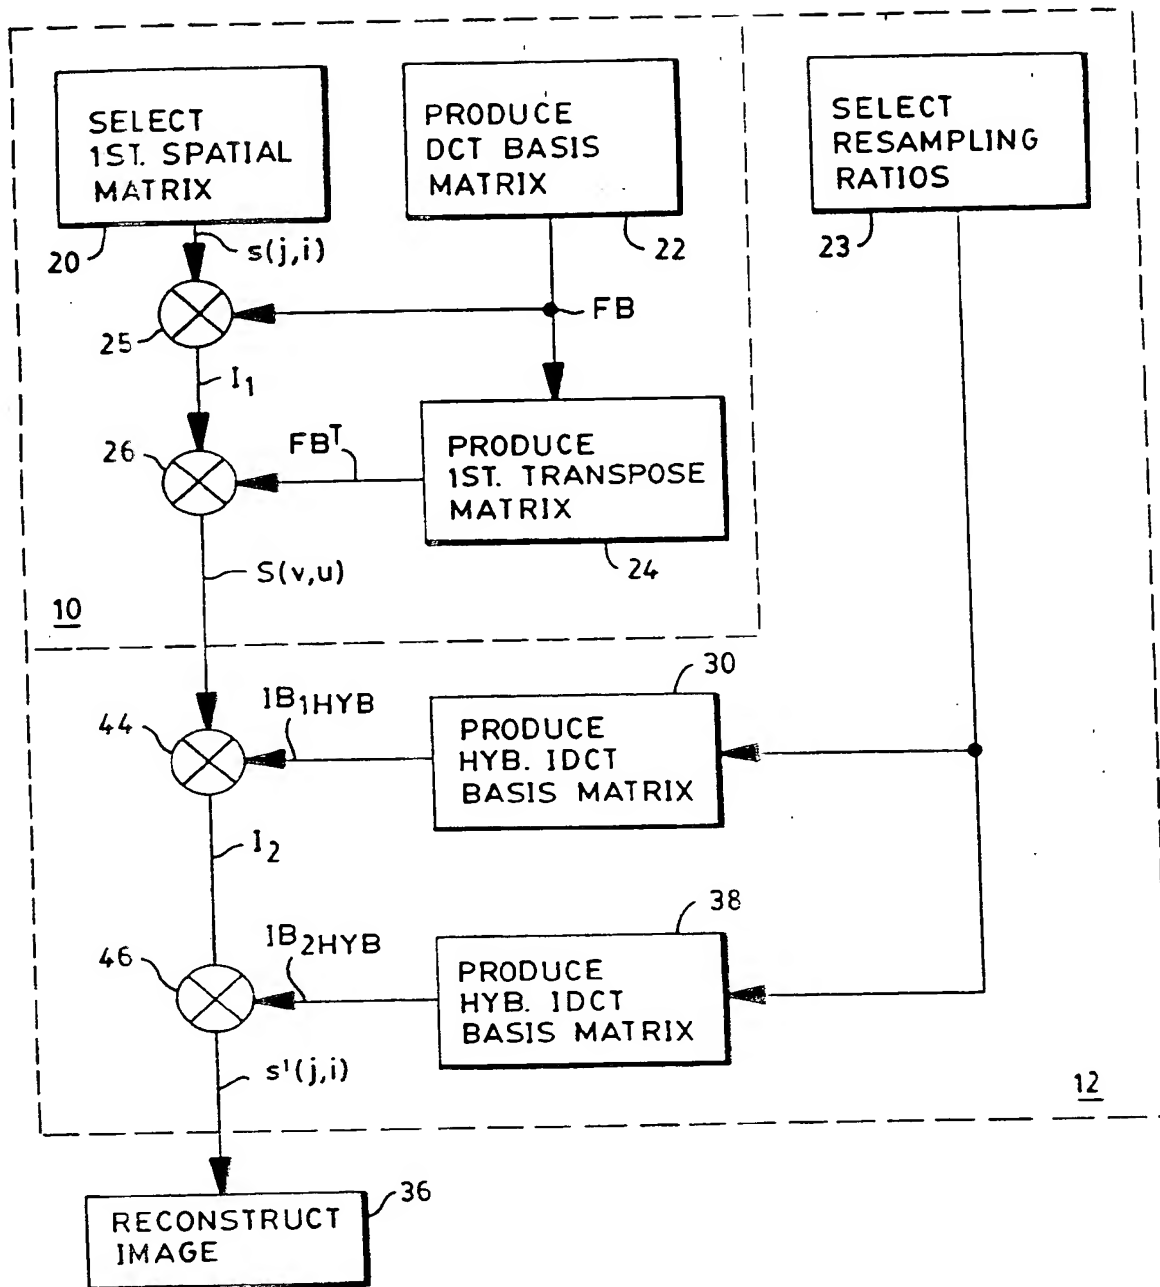 SELECT
1ST. SPATIAL
MATRIX
20
s(j,i)
PRODUCE
DCT BASIS
MATRIX
22
SELECT
RESAMPLING
RATIOS
23
25
FB
I₁
26
FBᵀ
PRODUCE
1ST. TRANSPOSE
MATRIX
24
S(v,u)
10
30
44
IB₁HYB
PRODUCE
HYB. IDCT
BASIS MATRIX
I₂
38
46
IB₂HYB
PRODUCE
HYB. IDCT
BASIS MATRIX
s'(j,i)
12
36
RECONSTRUCT
IMAGE